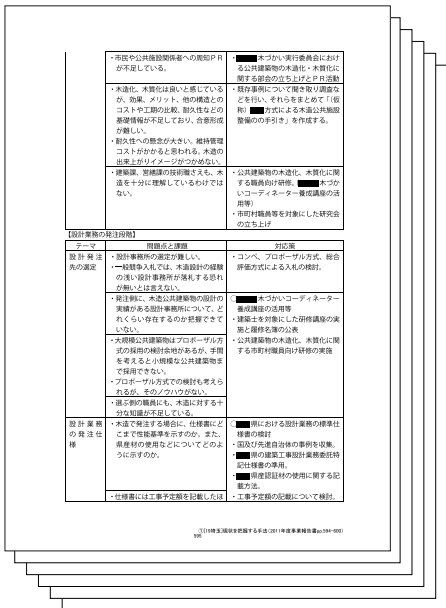 ・市民や公共施設関係者への周知ＰＲ
が不足している。
・木づかい実行委員会におけ
る公共建築物の木造化・木質化に
関する部会の立ち上げとＰＲ活動
・木造化、木質化は良いと感じている
が、効果、メリット、他の構造との
コストや工期の比較、耐久性などの
基礎情報が不足しており、合意形成
が難しい。
・耐久性への懸念が大きい。維持管理
コストがかかると思われる。木造の
出来上がりイメージがつかめない。
・既存事例について聞き取り調査な
どを行い、それらをまとめて「（仮
称）方式による木造公共施設
整備のの手引き」を作成する。
・建築課、営繕課の技術職さえも、木
造を十分に理解しているわけでは
ない。
・公共建築物の木造化、木質化に関
する職員向け研修。（木づか
いコーディネーター養成講座の活
用等）
・市町村職員等を対象にした研究会
の立ち上げ
【設計業務の発注段階】
テーマ 問題点と課題 対応策
設計発注
先の選定
・設計事務所の選定が難しい。
・一般競争入札では、木造設計の経験
の浅い設計事務所が落札する恐れ
が無いとは言えない。
・コンペ、プロポーザル方式、総合
評価方式による入札の検討。
・発注側に、木造公共建築物の設計の
実績がある設計事務所について、ど
れくらい存在するのか把握できて
いない。
・大規模公共建築物はプロポーザル方
式の採用の検討余地があるが、手間
を考えると小規模な公共建築物ま
で採用できない。
・プロポーザル方式での検討も考えら
れるが、そのノウハウがない。
・選ぶ側の職員にも、木造に対する十
分な知識が不足している。
○木づかいコーディネーター
養成講座の活用等
・建築士を対象にした研修講座の実
施と履修名簿の公表
・公共建築物の木造化、木質化に関
する市町村職員向け研修の実施
設計業務
の発注仕
様
・木造で発注する場合に、仕様書にど
こまで性能基準を示すのか。また、
県産材の使用などについてどのよ
うに示すのか。
○県における設計業務の標準仕
様書の検討
・国及び先進自治体の事例を収集。
・県の建築工事設計業務委託特
記仕様書の準用。
・県産認証材の使用に関する記
載方法。
・仕様書には工事予定額を記載したほ
・工事予定額の記載について検討。
①(10埼玉)現状を把握する手法(2011年度事業報告書pp.594-600)
595